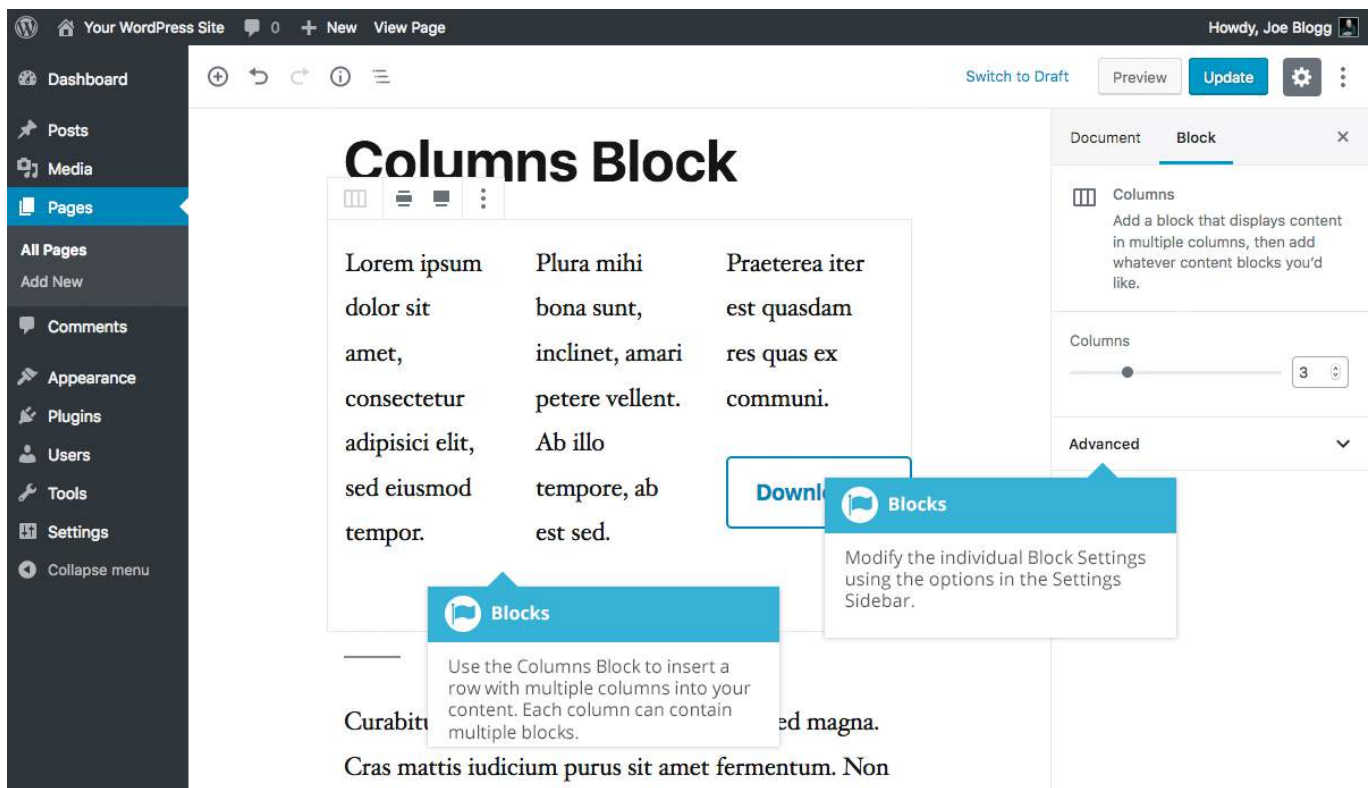 Your WordPress Site 0 New View Page Howdy, Joe Blogg
Dashboard
Posts
Media
Pages
All Pages
Add New
Comments
Appearance
Plugins
Users
Tools
Settings
Collapse menu
Switch to Draft Preview Update
Columns Block
Lorem ipsum
dolor sit
amet,
consectetur
adipisici elit,
sed eiusmod
tempor.
Plura mihi
bona sunt,
inclinet, amari
petere vellent.
Ab illo
tempore, ab
est sed.
Praeterea iter
est quasdam
res quas ex
communi.
Blocks
Use the Columns Block to insert a
row with multiple columns into your
content. Each column can contain
multiple blocks.
ed magna.
Cras mattis iudicium purus sit amet fermentum. Non
Document Block
Columns
Add a block that displays content
in multiple columns, then add
whatever content blocks you'd
like.
Columns
3
Advanced
Blocks
Modify the individual Block Settings
using the options in the Settings
Sidebar.